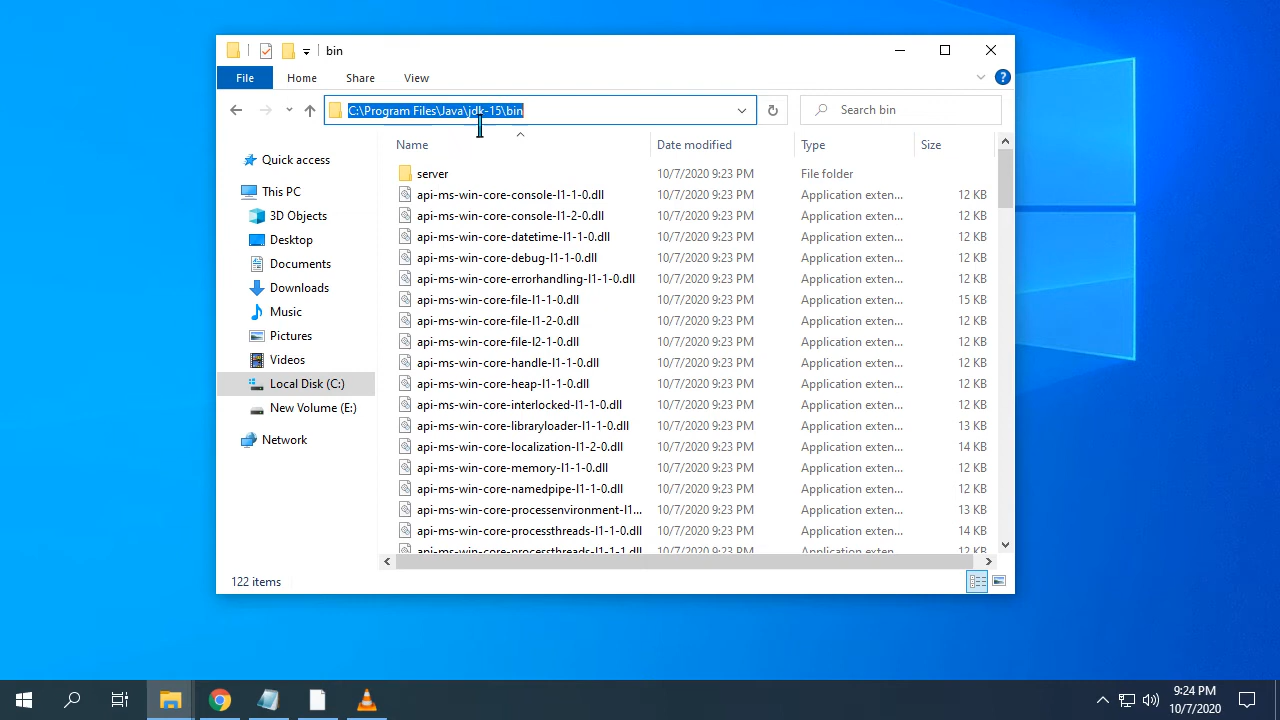 bin
File Home Share View
C:\Program Files\Java\jdk-15\bin
Search bin
Name Date modified Type Size
Quick access
This PC
3D Objects
Desktop
Documents
Downloads
Music
Pictures
Videos
Local Disk (C:)
New Volume (E:)
Network
server 10/7/2020 9:23 PM File folder
api-ms-win-core-console-l1-1-0.dll 10/7/2020 9:23 PM Application exten... 12 KB
api-ms-win-core-console-l1-2-0.dll 10/7/2020 9:23 PM Application exten... 12 KB
api-ms-win-core-datetime-l1-1-0.dll 10/7/2020 9:23 PM Application exten... 12 KB
api-ms-win-core-debug-l1-1-0.dll 10/7/2020 9:23 PM Application exten... 12 KB
api-ms-win-core-errorhandling-l1-1-0.dll 10/7/2020 9:23 PM Application exten... 12 KB
api-ms-win-core-file-l1-1-0.dll 10/7/2020 9:23 PM Application exten... 15 KB
api-ms-win-core-file-l1-2-0.dll 10/7/2020 9:23 PM Application exten... 12 KB
api-ms-win-core-file-l2-1-0.dll 10/7/2020 9:23 PM Application exten... 12 KB
api-ms-win-core-handle-l1-1-0.dll 10/7/2020 9:23 PM Application exten... 12 KB
api-ms-win-core-heap-l1-1-0.dll 10/7/2020 9:23 PM Application exten... 12 KB
api-ms-win-core-interlocked-l1-1-0.dll 10/7/2020 9:23 PM Application exten... 12 KB
api-ms-win-core-libraryloader-l1-1-0.dll 10/7/2020 9:23 PM Application exten... 13 KB
api-ms-win-core-localization-l1-2-0.dll 10/7/2020 9:23 PM Application exten... 14 KB
api-ms-win-core-memory-l1-1-0.dll 10/7/2020 9:23 PM Application exten... 12 KB
api-ms-win-core-namedpipe-l1-1-0.dll 10/7/2020 9:23 PM Application exten... 12 KB
api-ms-win-core-processenvironment-l1... 10/7/2020 9:23 PM Application exten... 13 KB
api-ms-win-core-processthreads-l1-1-0.dll 10/7/2020 9:23 PM Application exten... 14 KB
api-ms-win-core-processthreads-l1-1-1.dll 10/7/2020 9:23 PM Application exten... 12 KB
122 items
9:24 PM
10/7/2020